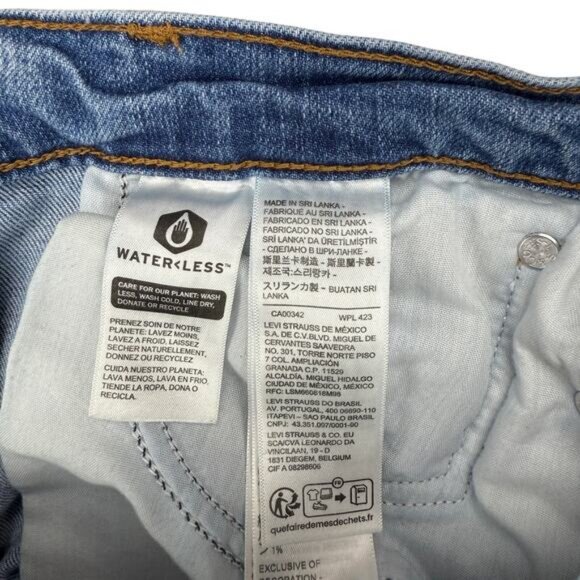 WATER<LESS™
CARE FOR OUR PLANET: WASH
LESS, WASH COLD, LINE DRY,
DONATE OR RECYCLE
PRENEZ SOIN DE NOTRE
PLANETE: LAVEZ MOINS,
LAVEZ A FROID, LAISSEZ
SECHER NATURELLEMENT,
DONNEZ OU RECYCLEZ
CUIDA NUESTRO PLANETA:
LAVA MENOS, LAVA EN FRIO,
TIENDE LA ROPA, DONA O
RECICLA.
MADE IN SRI LANKA -
FABRIQUÉ AU SRI LANKA -
FABRICADO EN SRI LANKA -
FABRICADO NO SRI LANKA -
SRİ LANKA' DA ÜRETİLMİŞTİR
- СДЕЛАНО В ШРИ-ЛАНКЕ -
斯里兰卡制造 - 斯里蘭卡製 -
제조국: 스리랑카 -
スリランカ製 - BUATAN SRI
LANKA
CA00342 WPL 423
LEVI STRAUSS DE MÉXICO
S.A. DE C.V. BLVD. MIGUEL DE
CERVANTES SAAVEDRA
NO. 301, TORRE NORTE PISO
7 COL. AMPLIACIÓN
GRANADA C.P. 11529
ALCALDÍA. MIGUEL HIDALGO
CIUDAD DE MÉXICO, MÉXICO
RFC: LSM660618M98
LEVI STRAUSS DO BRASIL
AV. PORTUGAL, 400 06690-110
ITAPEVI - SAO PAULO BRASIL
CNPJ: 43.351.097/0001-90
LEVI STRAUSS & CO. EU
SCA/CVA LEONARDO DA
VINCILAAN, 19 - D
1831 DIEGEM, BELGIUM
CIF A 08298606
FR
quefairedemesdechets.fr
1%
EXCLUSIVE OF